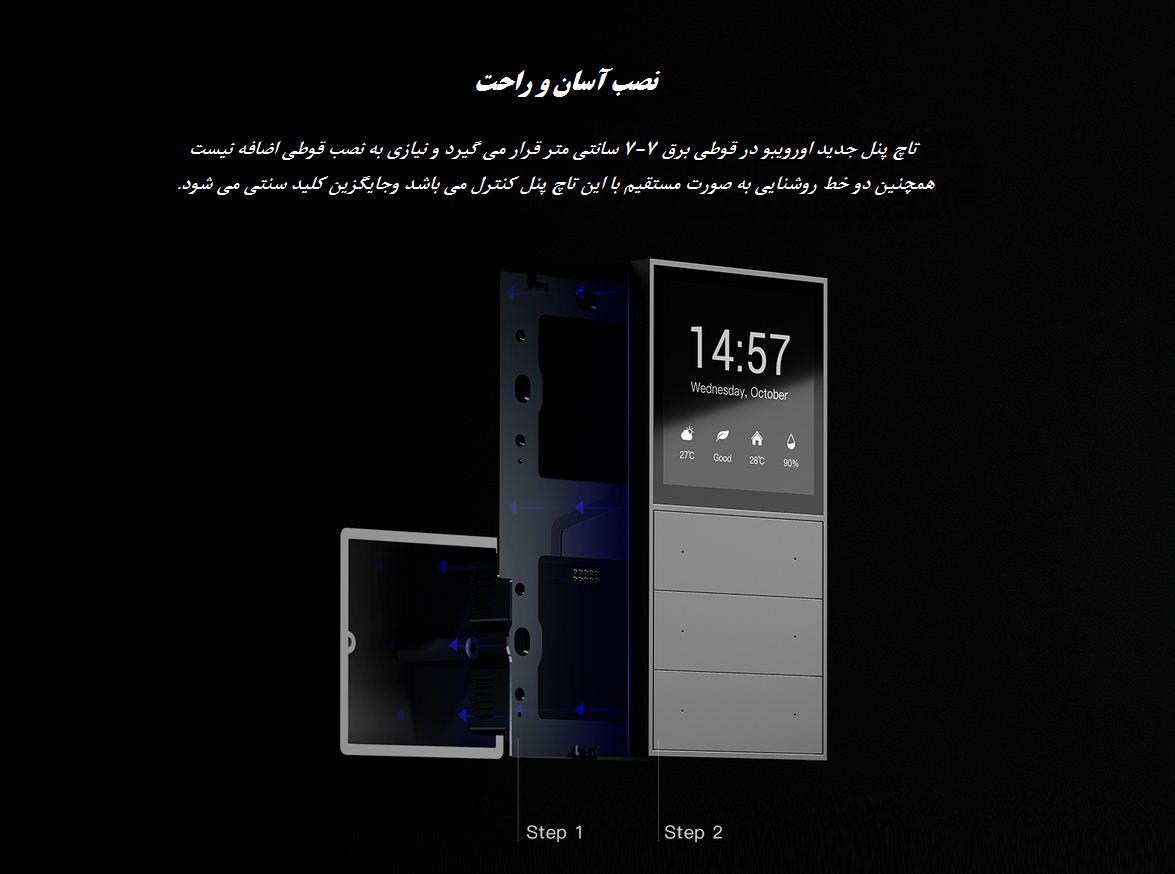 نصب آسان و راحت
تاچ پنل جدید اورویبو در قوطی برق ۷-۷ سانتی متر قرار می گیرد و نیازی به نصب قوطی اضافه نیست
همچنین دو خط روشنایی به صورت مستقیم با این تاچ پنل کنترل می باشد وجایگزین کلید سنتی می شود.
14:57
Wednesday, October
27℃ Good 28℃ 90%
Step 1 Step 2